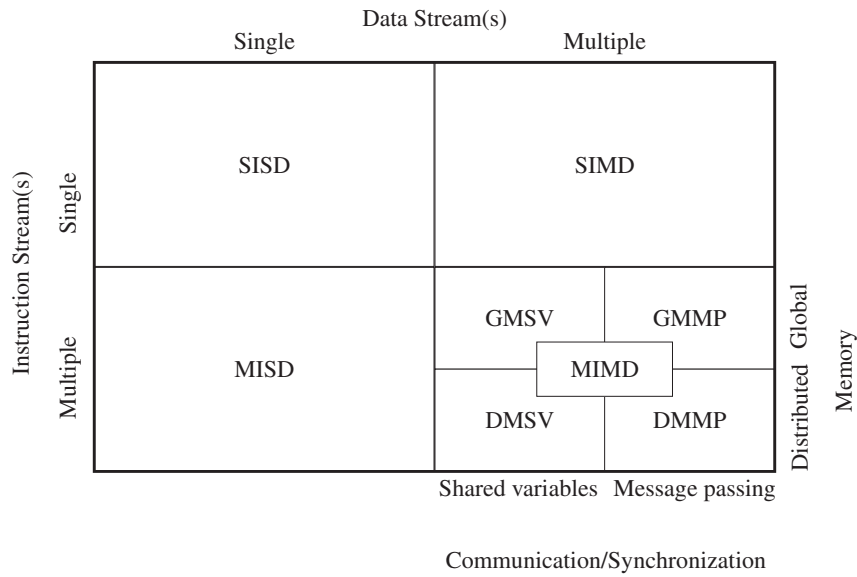 Data Stream(s)
Single
Multiple
Instruction Stream(s)
Single
Multiple
SISD
SIMD
MISD
GMSV
GMMP
MIMD
DMSV
DMMP
Global
Distributed
Memory
Shared variables
Message passing
Communication/Synchronization